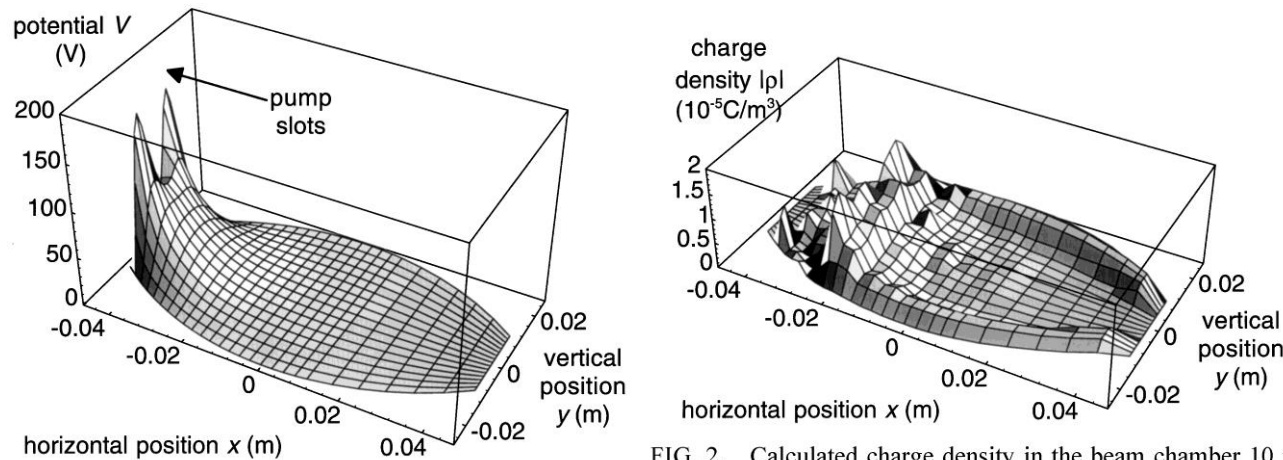 potential V
(V)
pump
slots
200
150
100
50
0
-0.04
-0.02
0
0.02
0.04
horizontal position x (m)
-0.02
0
0.02
vertical
position
y (m)
charge
density |ρ|
(10⁻⁵C/m³)
2
1.5
1
0.5
0
-0.04
-0.02
0
0.02
0.04
horizontal position x (m)
-0.02
0
0.02
vertical
position
y (m)
FIG. 2. Calculated charge density in the beam chamber 10